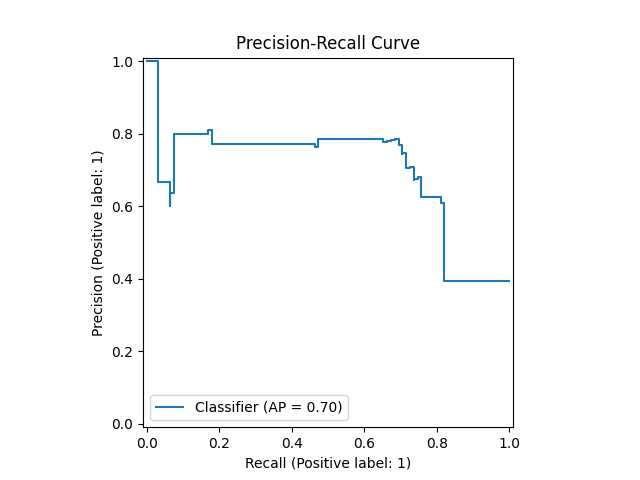 Precision-Recall Curve
1.0
0.8
0.6
0.4
0.2
0.0
Precision (Positive label: 1)
Classifier (AP = 0.70)
0.0 0.2 0.4 0.6 0.8 1.0
Recall (Positive label: 1)